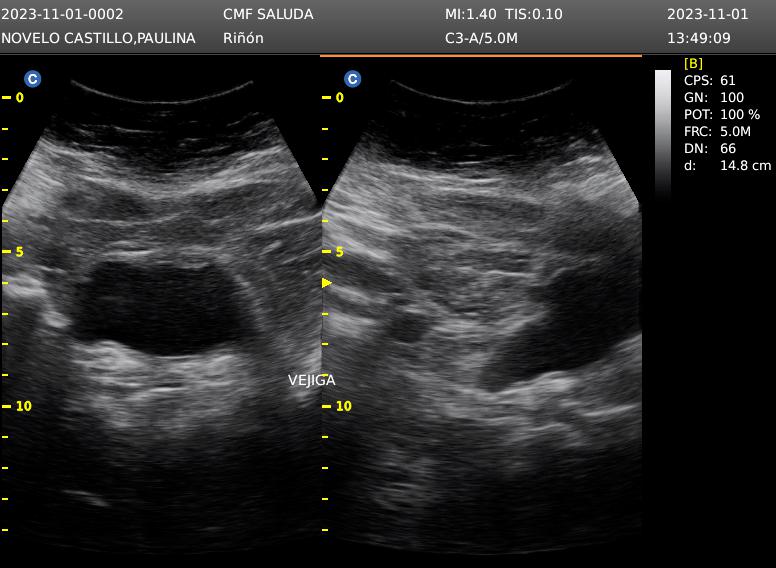 2023-11-01-0002 CMF SALUDA MI:1.40 TIS:0.10 2023-11-01
NOVELO CASTILLO,PAULINA Riñón C3-A/5.0M 13:49:09
C C [B]
0 0 CPS: 61
GN: 100
POT: 100 %
FRC: 5.0M
DN: 66
d: 14.8 cm
5 5
VEJIGA
10 10